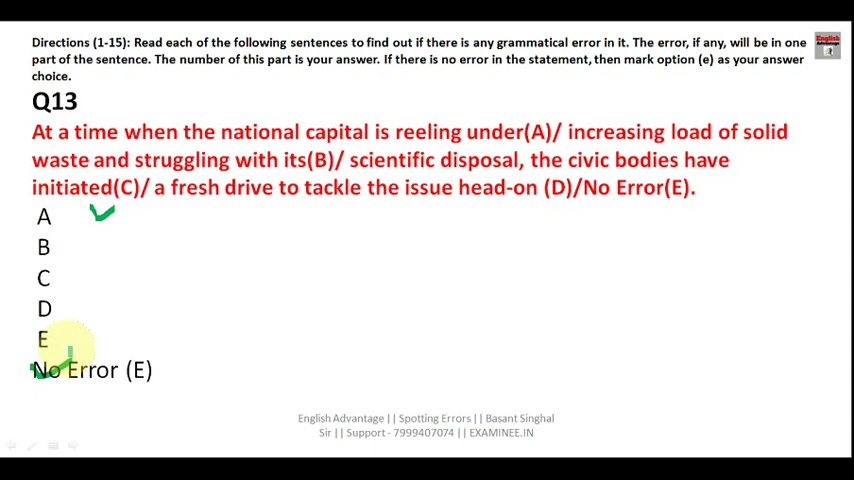 Directions (1-15): Read each of the following sentences to find out if there is any grammatical error in it. The error, if any, will be in one
part of the sentence. The number of this part is your answer. If there is no error in the statement, then mark option (e) as your answer
choice.
English
Advantage
Q13
At a time when the national capital is reeling under(A)/ increasing load of solid
waste and struggling with its(B)/ scientific disposal, the civic bodies have
initiated(C)/ a fresh drive to tackle the issue head-on (D)/No Error(E).
A
B
C
D
E
No Error (E)
English Advantage || Spotting Errors || Basant Singhal
Sir || Support - 7999407074 || EXAMINEE.IN